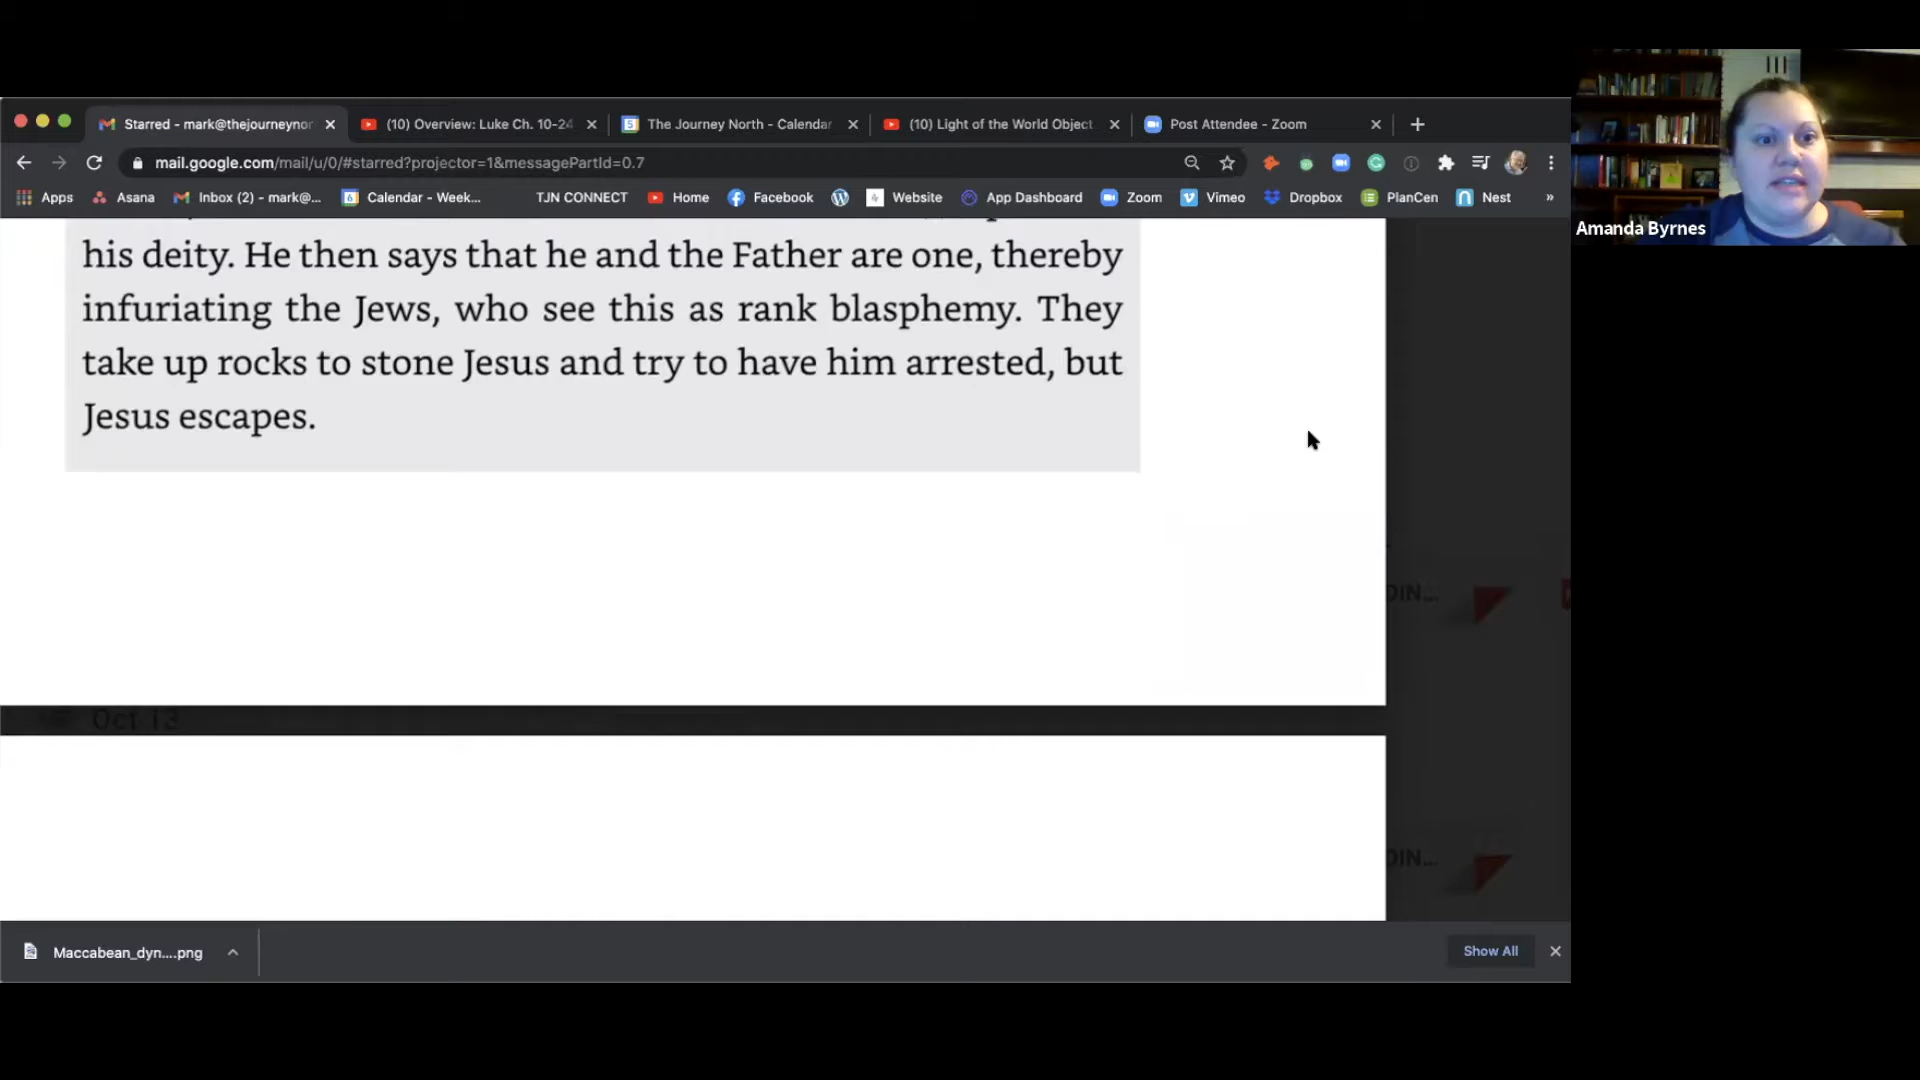 Starred - mark@thejourneynor
(10) Overview: Luke Ch. 10-24
The Journey North - Calendar
(10) Light of the World Object
Post Attendee - Zoom
mail.google.com/mail/u/0/#starred?projector=1&messagePartId=0.7
Apps
Asana
Inbox (2) - mark@...
Calendar - Week...
TJN CONNECT
Home
Facebook
Website
App Dashboard
Zoom
Vimeo
Dropbox
PlanCen
Nest
»
Amanda Byrnes
his deity. He then says that he and the Father are one, thereby
infuriating the Jews, who see this as rank blasphemy. They
take up rocks to stone Jesus and try to have him arrested, but
Jesus escapes.
DIN...
Oct 13
DIN...
Maccabean_dyn....png
Show All